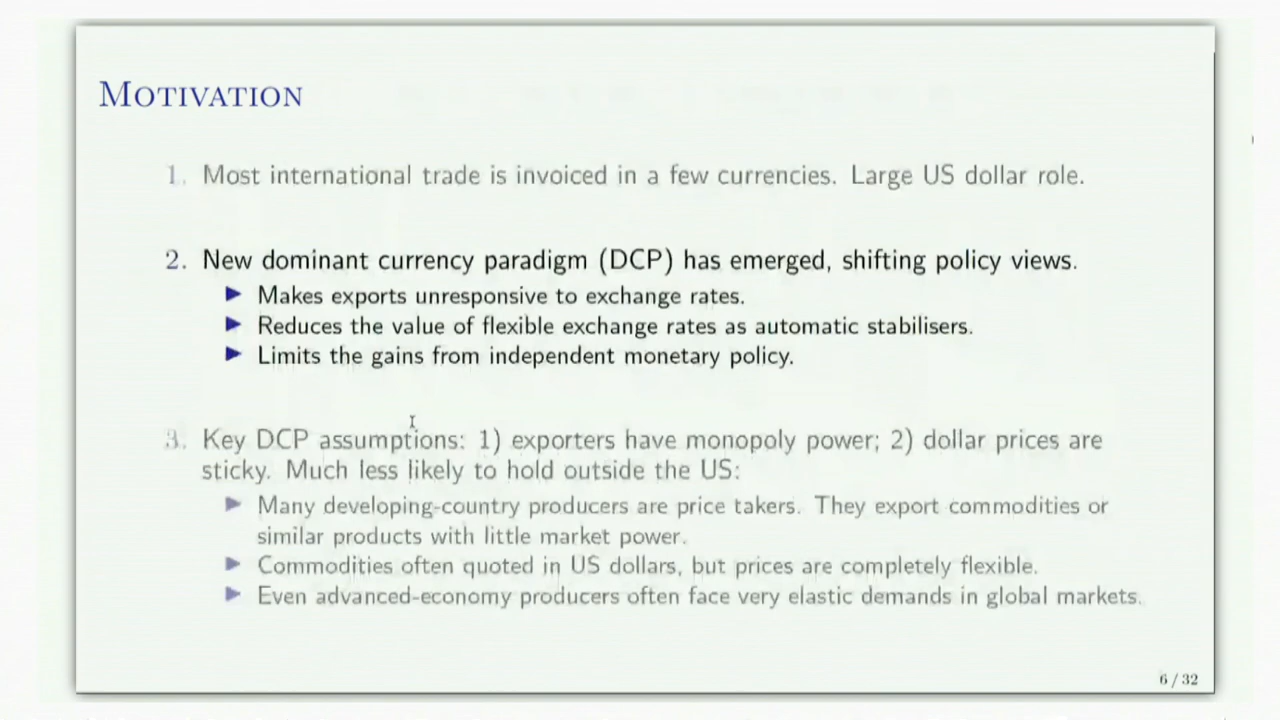 MOTIVATION
1. Most international trade is invoiced in a few currencies. Large US dollar role.
2. New dominant currency paradigm (DCP) has emerged, shifting policy views.
▶ Makes exports unresponsive to exchange rates.
▶ Reduces the value of flexible exchange rates as automatic stabilisers.
▶ Limits the gains from independent monetary policy.
3. Key DCP assumptions: 1) exporters have monopoly power; 2) dollar prices are
sticky. Much less likely to hold outside the US:
▶ Many developing-country producers are price takers. They export commodities or
similar products with little market power.
▶ Commodities often quoted in US dollars, but prices are completely flexible.
▶ Even advanced-economy producers often face very elastic demands in global markets.
6 / 32